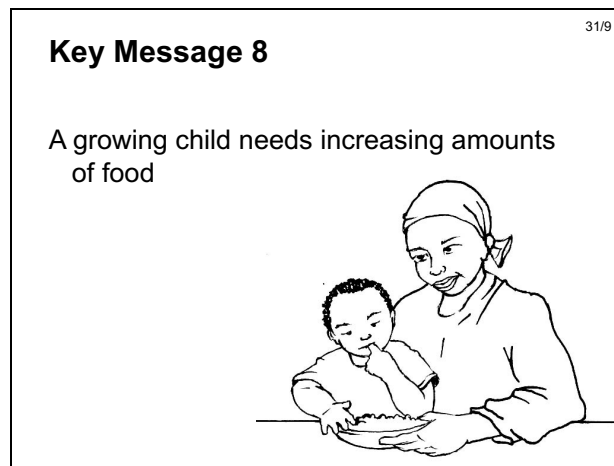 31/9
Key Message 8
A growing child needs increasing amounts
of food